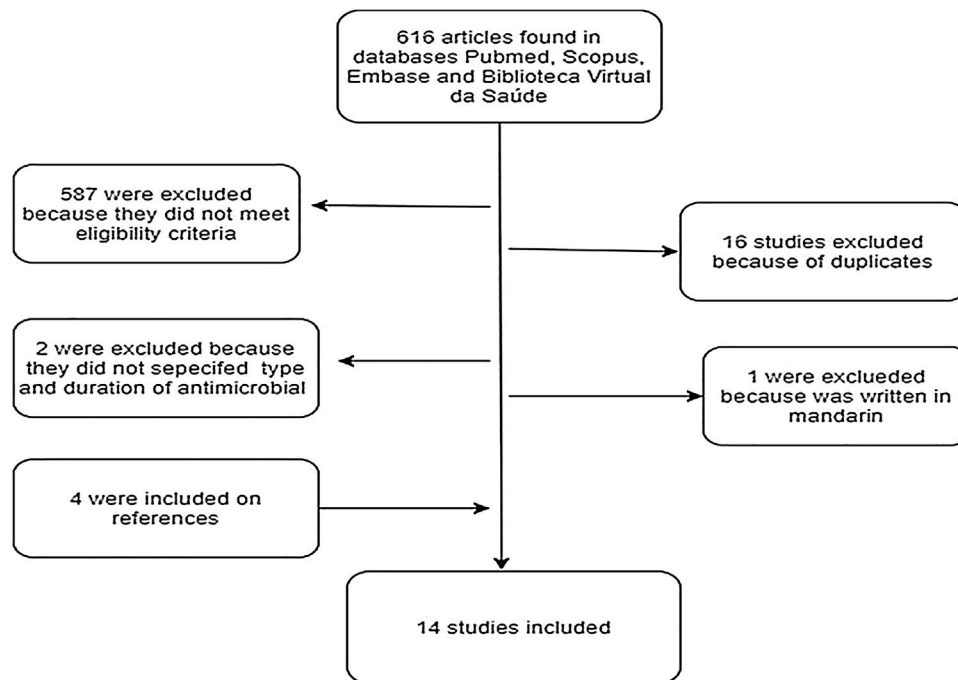 616 articles found in
databases Pubmed, Scopus,
Embase and Biblioteca Virtual
da Saúde
587 were excluded
because they did not meet
eligibility criteria
16 studies excluded
because of duplicates
2 were excluded because
they did not sepecifed type
and duration of antimicrobial
1 were exclueded
because was written in
mandarin
4 were included on
references
14 studies included